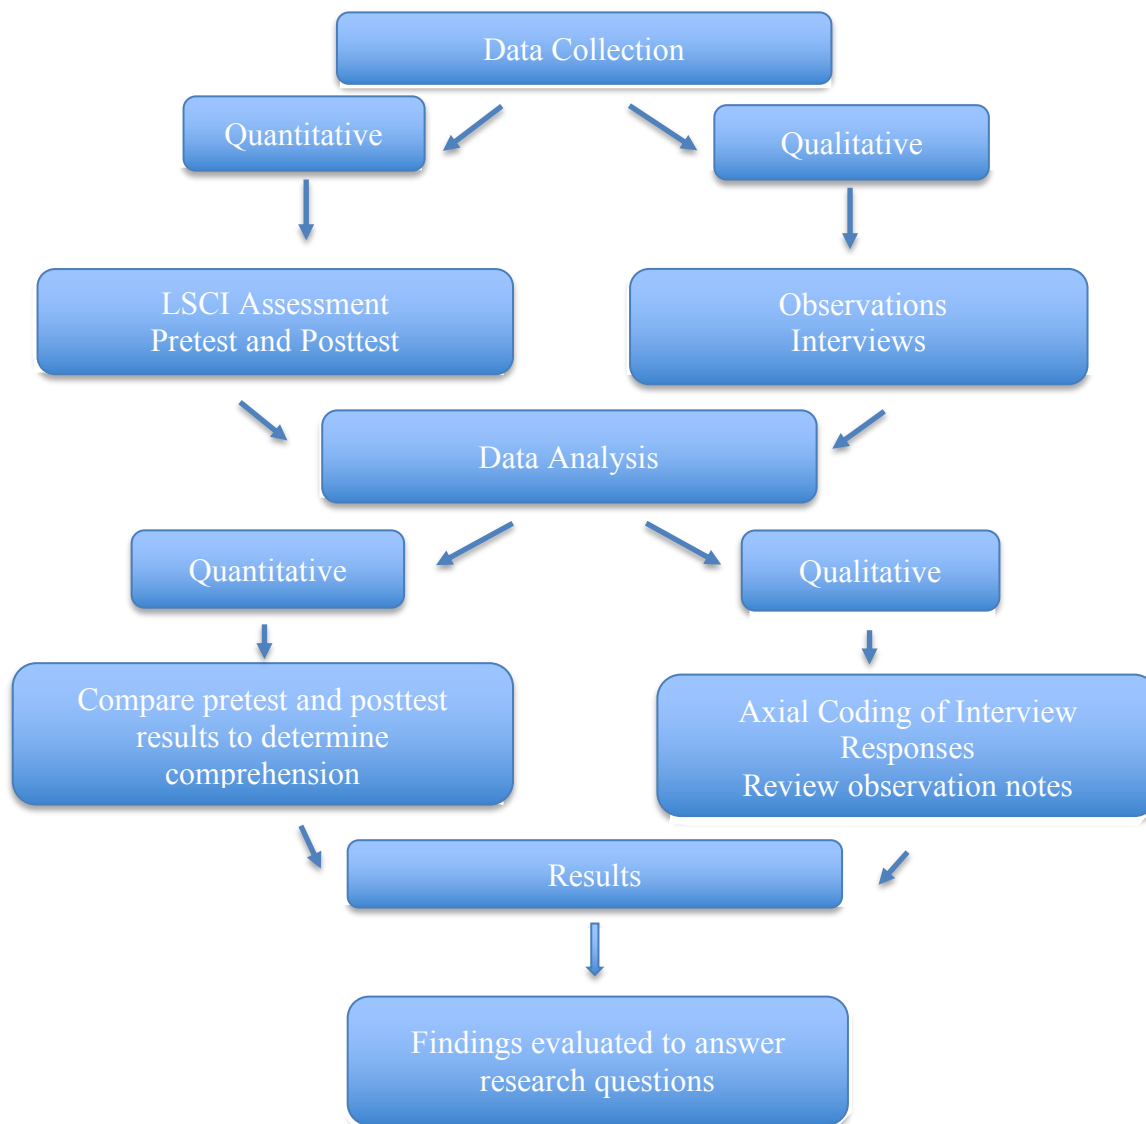 Data Collection
Quantitative
Qualitative
LSCI Assessment
Pretest and Posttest
Observations
Interviews
Data Analysis
Quantitative
Qualitative
Compare pretest and posttest
results to determine
comprehension
Axial Coding of Interview
Responses
Review observation notes
Results
Findings evaluated to answer
research questions